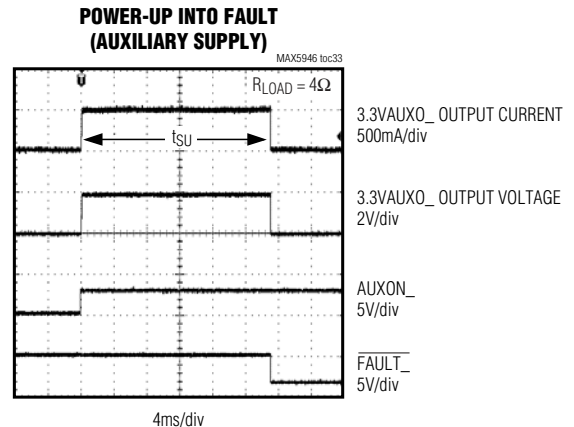 POWER-UP INTO FAULT
(AUXILIARY SUPPLY)
MAX5946 toc33
RLOAD = 4Ω
3.3VAUXO_ OUTPUT CURRENT
500mA/div
tSU
3.3VAUXO_ OUTPUT VOLTAGE
2V/div
AUXON_
5V/div
FAULT_
5V/div
4ms/div